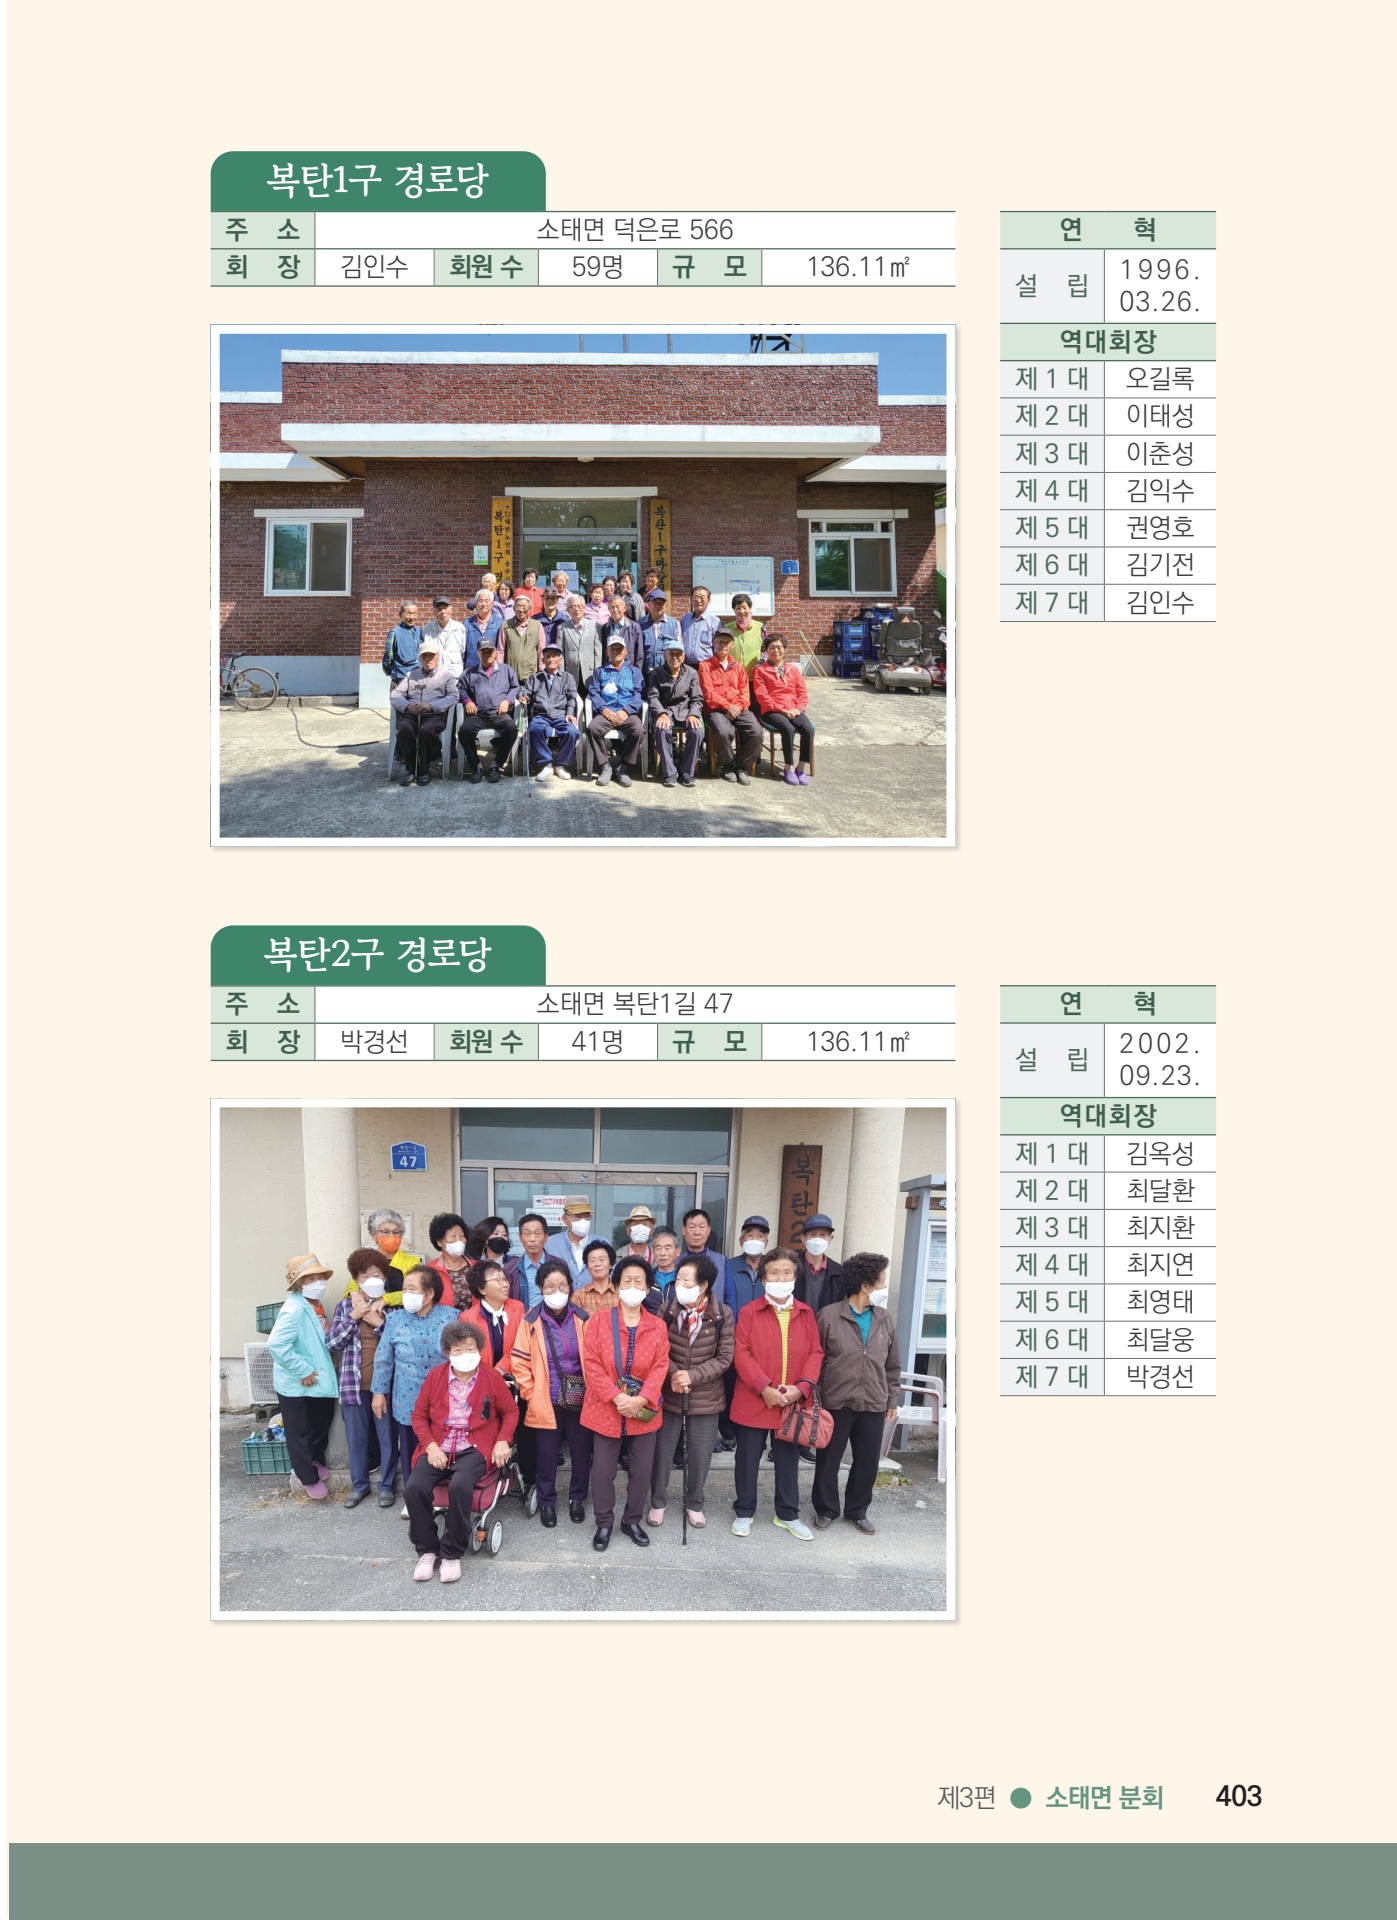 복탄1구 경로당
주 소 소태면 덕은로 566
회 장 김인수 회원 수 59명 규 모 136.11㎡
연 혁
설 립 1996. 03.26.
역대회장
제 1 대 오길록
제 2 대 이태성
제 3 대 이춘성
제 4 대 김익수
제 5 대 권영호
제 6 대 김기전
제 7 대 김인수
복탄1구
복탄1구마을
복탄2구 경로당
주 소 소태면 복탄1길 47
회 장 박경선 회원 수 41명 규 모 136.11㎡
연 혁
설 립 2002. 09.23.
역대회장
제 1 대 김옥성
제 2 대 최달환
제 3 대 최지환
제 4 대 최지연
제 5 대 최영태
제 6 대 최달웅
제 7 대 박경선
47
복탄2
제3편 ● 소태면 분회 403